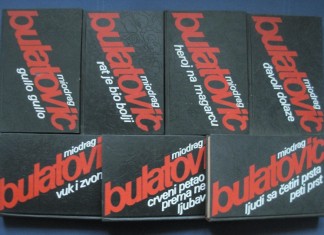 miodrag
bulatović
gullo gullo
miodrag
bulatović
rat je bio bolji
miodrag
bulatović
heroj na magarcu
miodrag
bulatović
đavoli dolaze
miodrag
bulatović
vuk i zvono
miodrag
bulatović
crveni petao
prema ne
ljubav
miodrag
bulatović
ljudi sa četiri prsta
peti prst